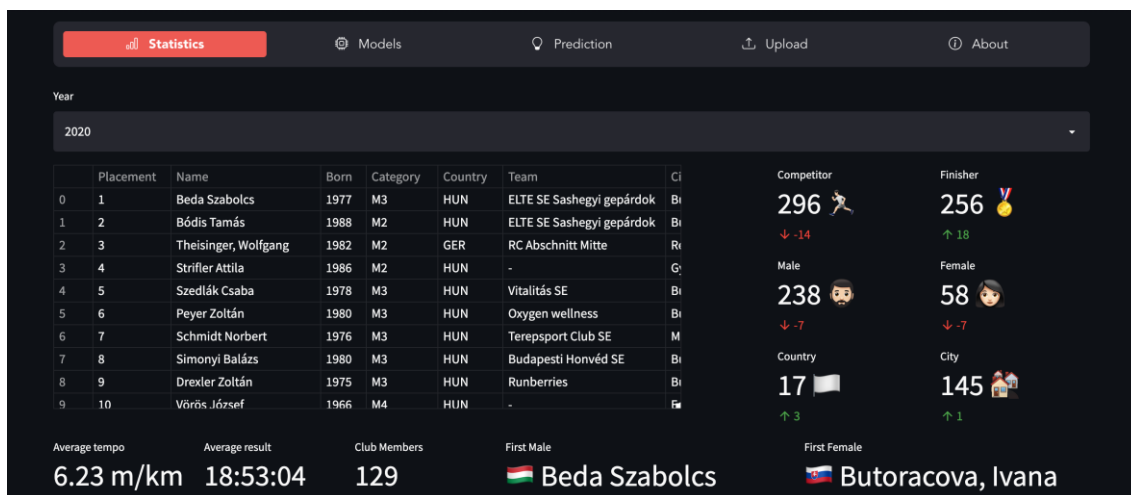 Statistics Models Prediction Upload About
Year
2020
Placement Name Born Category Country Team
0 1 Beda Szabolcs 1977 M3 HUN ELTE SE Sashegyi gepárdok
1 2 Bódis Tamás 1988 M2 HUN ELTE SE Sashegyi gepárdok
2 3 Theisinger, Wolfgang 1982 M2 GER RC Abschnitt Mitte
3 4 Strifler Attila 1986 M2 HUN -
4 5 Szedlák Csaba 1978 M3 HUN Vitalitás SE
5 6 Peyer Zoltán 1980 M3 HUN Oxygen wellness
6 7 Schmidt Norbert 1976 M3 HUN Terepsport Club SE
7 8 Simonyi Balázs 1980 M3 HUN Budapesti Honvéd SE
8 9 Drexler Zoltán 1975 M3 HUN Runberries
9 10 Vörös József 1966 M4 HUN -
Competitor Finisher
296 256
↓ -14 ↑ 18
Male Female
238 58
↓ -7 ↓ -7
Country City
17 145
↑ 3 ↑ 1
Average tempo Average result Club Members First Male First Female
6.23 m/km 18:53:04 129 Beda Szabolcs Butoracova, Ivana